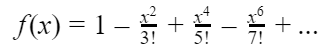 f(x) = 1 − x²/3! + x⁴/5! − x⁶/7! + ...